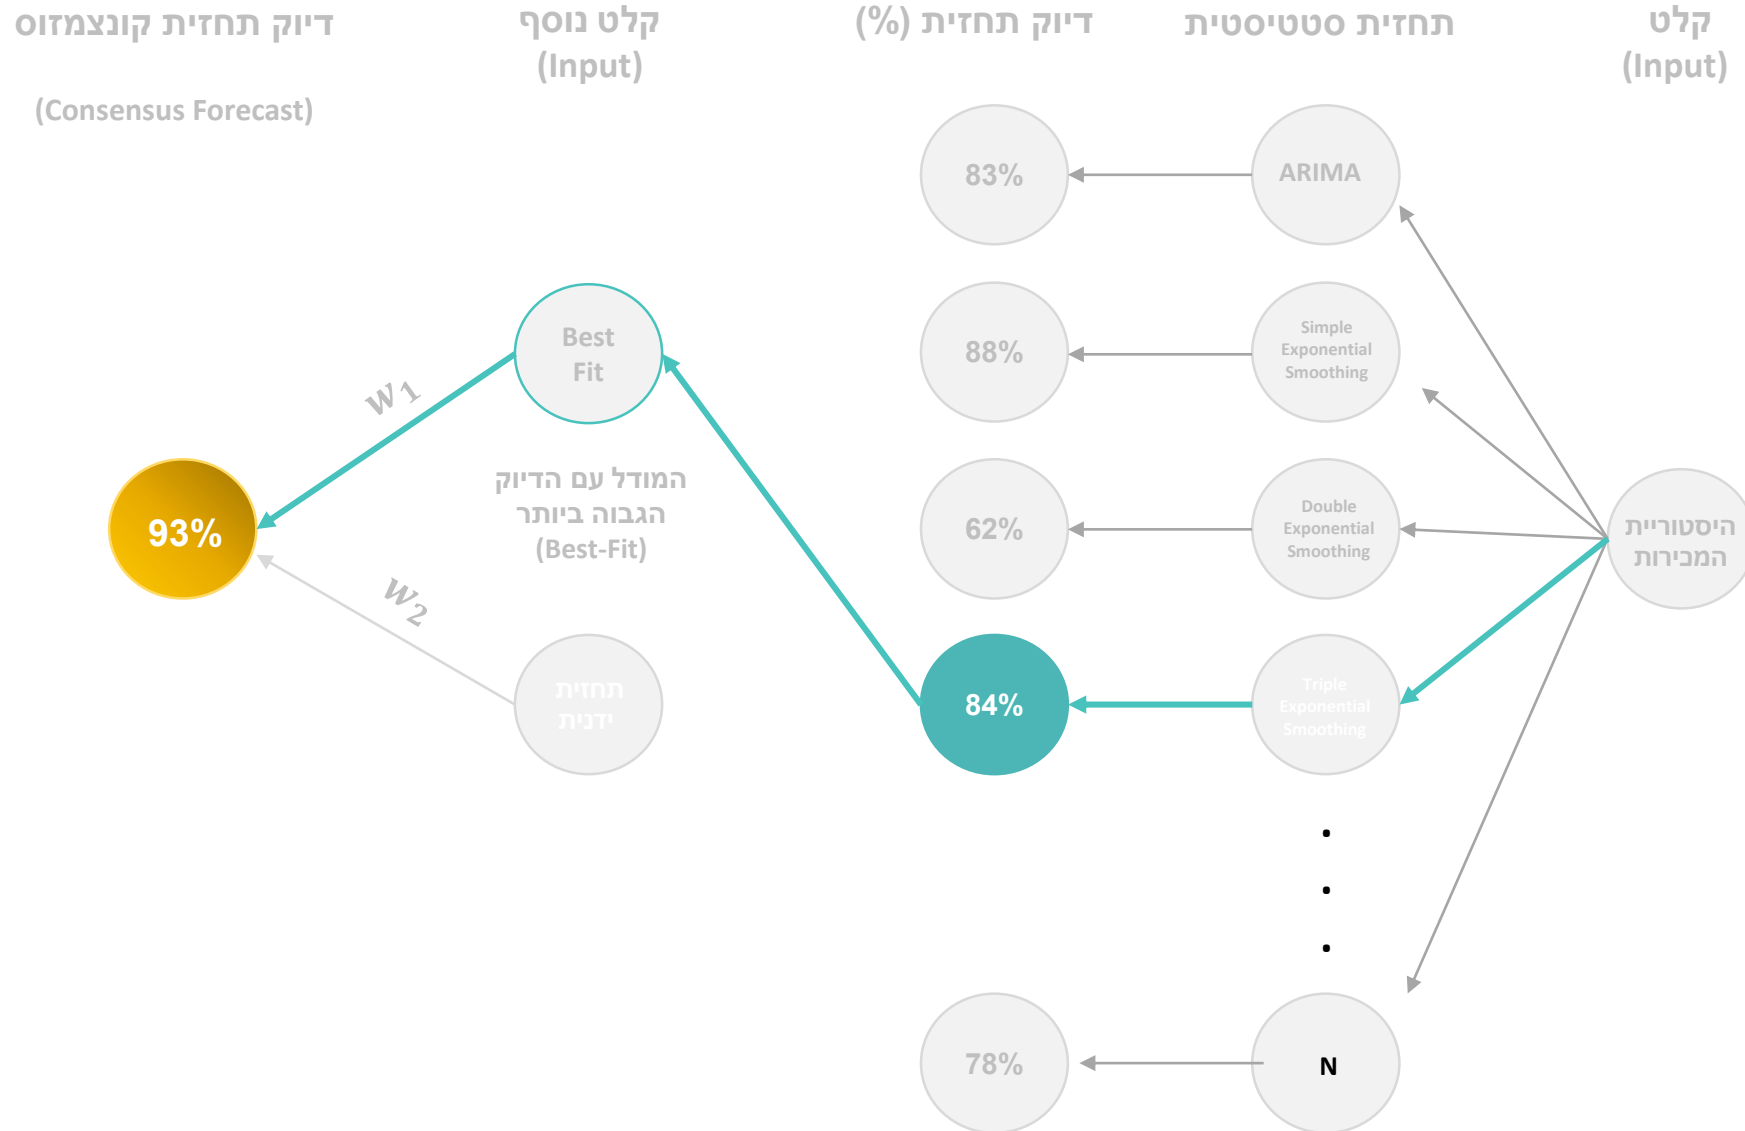 קלט
(Input)
תחזית סטטיסטית
דיוק תחזית (%)
קלט נוסף
(Input)
דיוק תחזית קונצמזוס
(Consensus Forecast)
היסטוריית
המכירות
ARIMA
83%
Simple
Exponential
Smoothing
88%
Double
Exponential
Smoothing
62%
Triple
Exponential
Smoothing
84%
.
.
.
N
78%
Best
Fit
המודל עם הדיוק
הגבוה ביותר
(Best-Fit)
תחזית
ידנית
W1
W2
93%